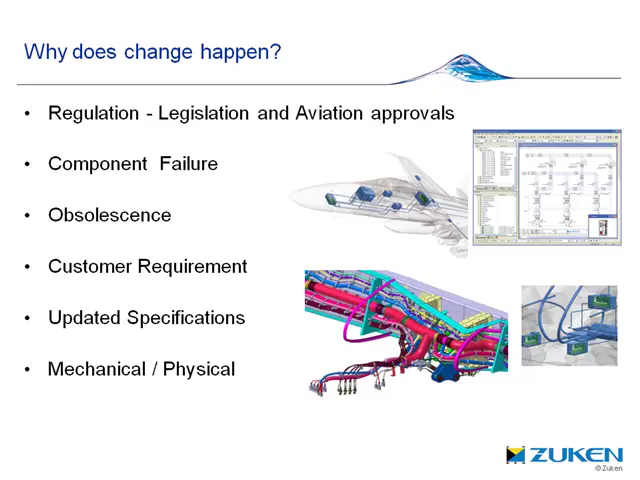 Why does change happen?
• Regulation - Legislation and Aviation approvals
• Component Failure
• Obsolescence
• Customer Requirement
• Updated Specifications
• Mechanical / Physical
ZUKEN
© Zuken